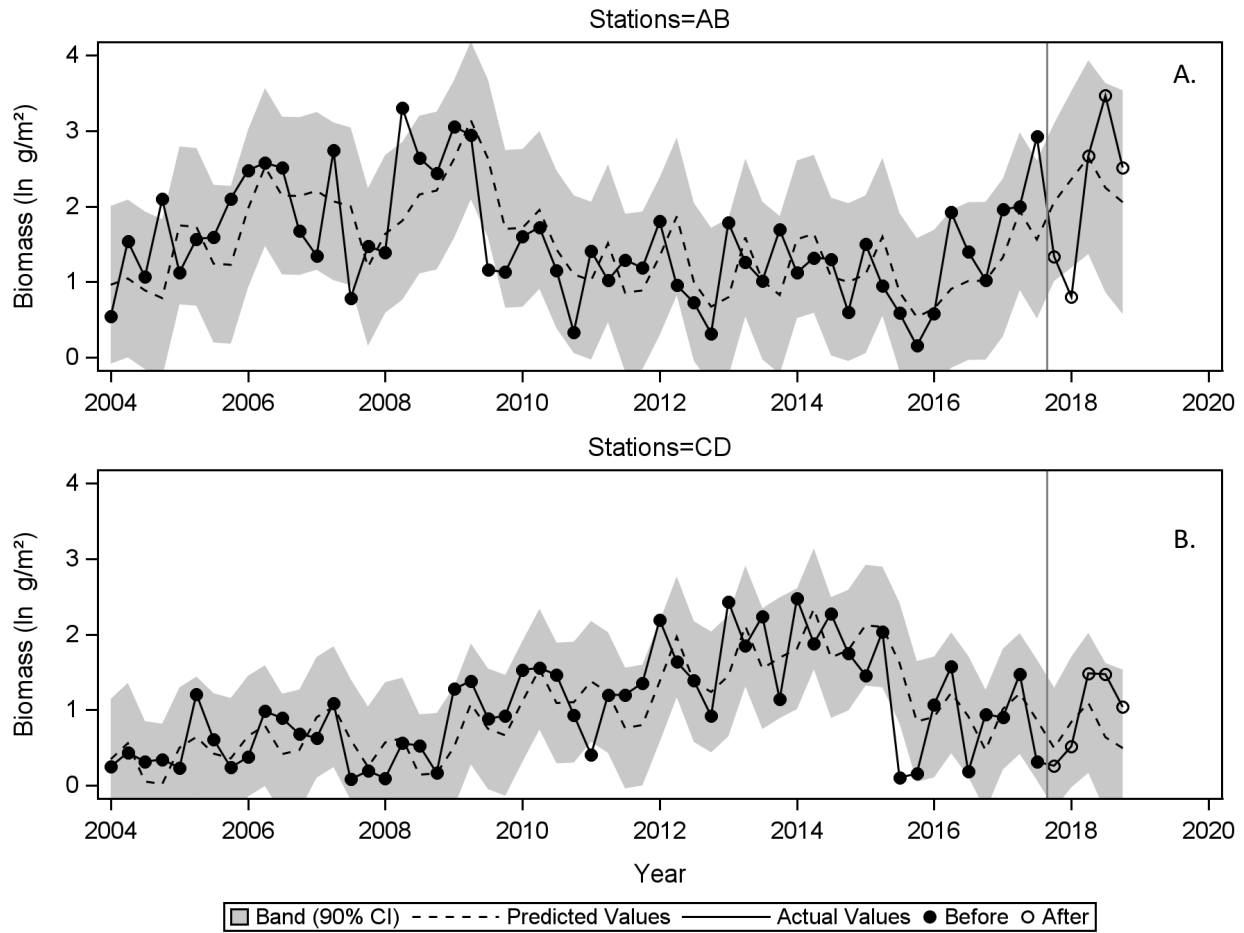 Stations=AB
A.
Biomass (ln g/m²)
4
3
2
1
0
2004 2006 2008 2010 2012 2014 2016 2018 2020
Stations=CD
B.
Biomass (ln g/m²)
4
3
2
1
0
2004 2006 2008 2010 2012 2014 2016 2018 2020
Year
Band (90% CI) Predicted Values Actual Values Before After